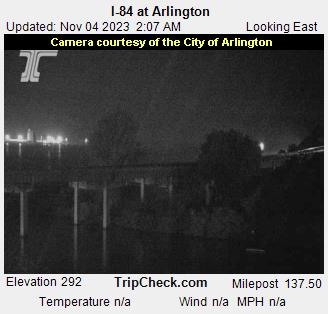 I-84 at Arlington
Updated: Nov 04 2023 2:07 AM Looking East
Camera courtesy of the City of Arlington
Elevation 292 TripCheck.com Milepost 137.50
Temperature n/a Wind n/a MPH n/a